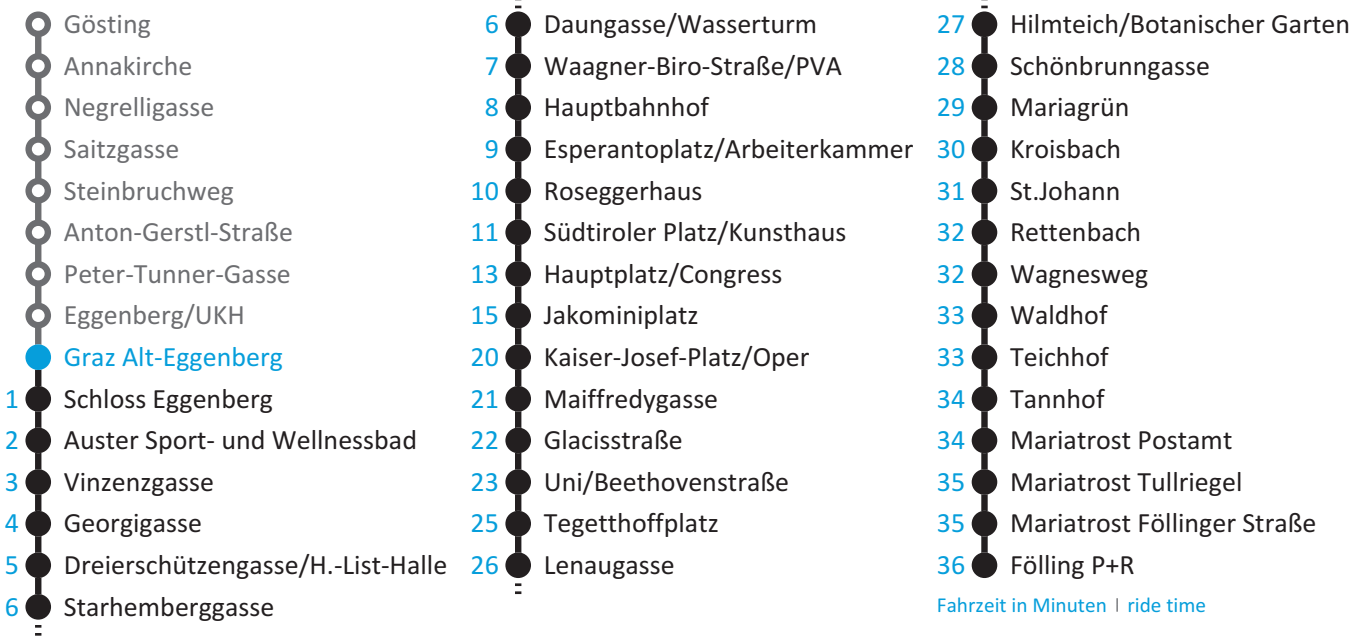 Gösting
Annakirche
Negrelligasse
Saitzgasse
Steinbruchweg
Anton-Gerstl-Straße
Peter-Tunner-Gasse
Eggenberg/UKH
Graz Alt-Eggenberg
1 Schloss Eggenberg
2 Auster Sport- und Wellnessbad
3 Vinzenzgasse
4 Georgigasse
5 Dreierschützengasse/H.-List-Halle
6 Starhemberggasse
6 Daungasse/Wasserturm
7 Waagner-Biro-Straße/PVA
8 Hauptbahnhof
9 Esperantoplatz/Arbeiterkammer
10 Roseggerhaus
11 Südtiroler Platz/Kunsthaus
13 Hauptplatz/Congress
15 Jakominiplatz
20 Kaiser-Josef-Platz/Oper
21 Maiffredygasse
22 Glacisstraße
23 Uni/Beethovenstraße
25 Tegetthoffplatz
26 Lenaugasse
27 Hilmteich/Botanischer Garten
28 Schönbrunngasse
29 Mariagrün
30 Kroisbach
31 St.Johann
32 Rettenbach
32 Wagnesweg
33 Waldhof
33 Teichhof
34 Tannhof
34 Mariatrost Postamt
35 Mariatrost Tullriegel
35 Mariatrost Föllinger Straße
36 Fölling P+R
Fahrzeit in Minuten | ride time